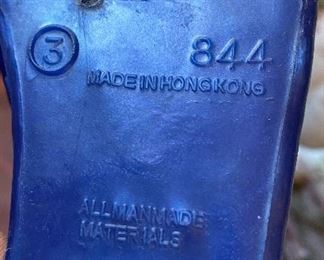 ③ 844
MADE IN HONG KONG
ALL MANMADE
MATERIALS